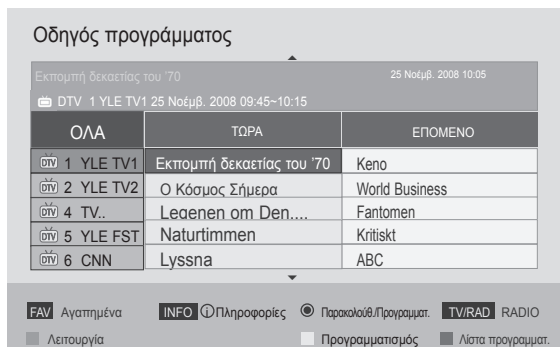 Οδηγός προγράμματος
Εκπομπή δεκαετίας του ’70 25 Νοέμβ. 2008 10:05
DTV 1 YLE TV1 25 Νοέμβ. 2008 09:45~10:15
ΟΛΑ ΤΩΡΑ ΕΠΟΜΕΝΟ
DTV 1 YLE TV1 Εκπομπή δεκαετίας του ’70 Keno
DTV 2 YLE TV2 Ο Κόσμος Σήμερα World Business
DTV 4 TV.. Legenen om Den.... Fantomen
DTV 5 YLE FST Naturtimmen Kritiskt
DTV 6 CNN Lyssna ABC
FAV Αγαπημένα INFO i Πληροφορίες Παρακολούθ./Προγραμματ. TV/RAD RADIO
Λειτουργία Προγραμματισμός Λίστα προγραμματ.